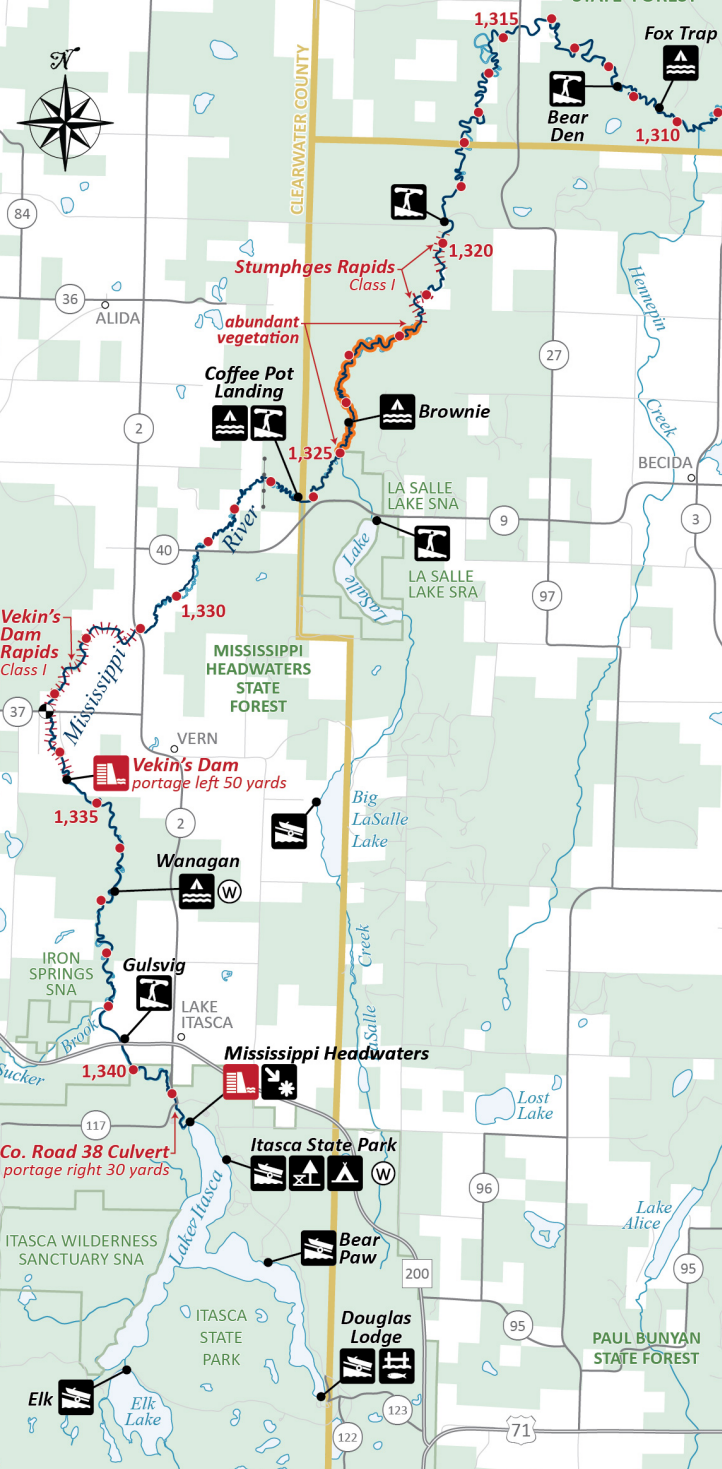 STATE FOREST
1,315
Fox Trap
N
Bear
Den
1,310
CLEARWATER COUNTY
84
1,320
Stumphges Rapids
Class I
Hennepin
Creek
36
ALIDA
abundant
vegetation
27
Coffee Pot
Landing
Brownie
2
1,325
BECIDA
LA SALLE
LAKE SNA
River
9
3
40
Lake
LaSalle
LA SALLE
LAKE SRA
97
1,330
Vekin's
Dam
Rapids
Class I
Mississippi
MISSISSIPPI
HEADWATERS
STATE
FOREST
37
VERN
Vekin's Dam
portage left 50 yards
1,335
Big
LaSalle
Lake
2
Wanagan
W
IRON
SPRINGS
SNA
Gulsvig
LaSalle
Creek
LAKE
ITASCA
Sucker
Brook
1,340
Mississippi Headwaters
Lost
Lake
117
Co. Road 38 Culvert
portage right 30 yards
Itasca State Park
W
96
Lake Itasca
Lake
Alice
ITASCA WILDERNESS
SANCTUARY SNA
Bear
Paw
200
95
ITASCA
STATE
PARK
Douglas
Lodge
95
PAUL BUNYAN
STATE FOREST
Elk
Elk
Lake
123
122
71